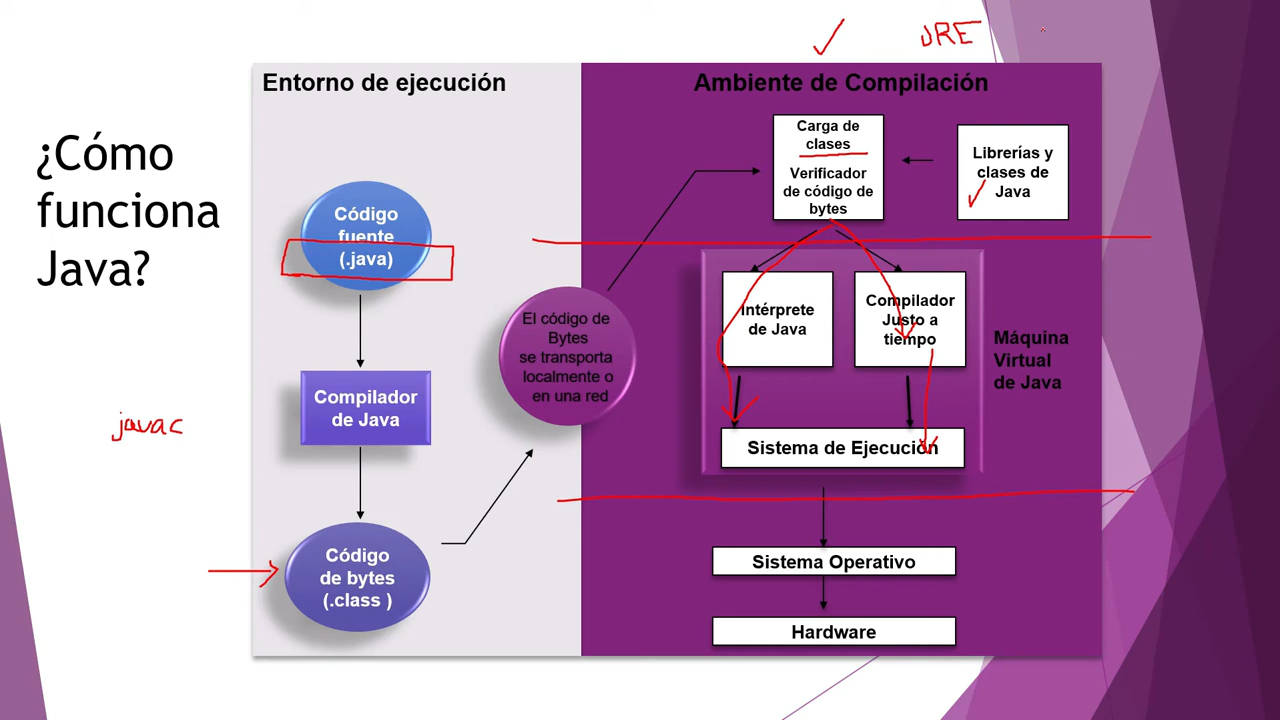 ¿Cómo
funciona
Java?
Entorno de ejecución
Código
fuente
(.java)
Compilador
de Java
javac
Código
de bytes
(.class )
El código de
Bytes
se transporta
localmente o
en una red
JRE
Ambiente de Compilación
Carga de
clases
Verificador
de código de
bytes
Librerías y
clases de
Java
Intérprete
de Java
Compilador
Justo a
tiempo
Máquina
Virtual
de Java
Sistema de Ejecución
Sistema Operativo
Hardware